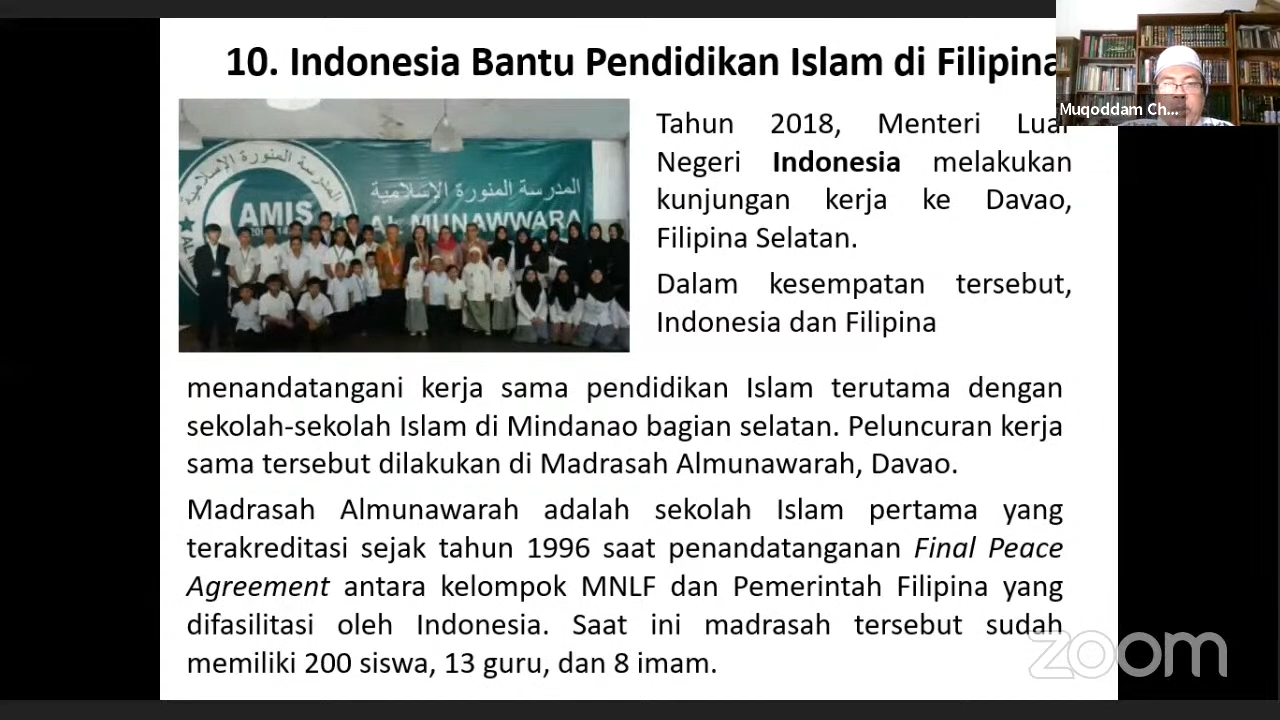 10. Indonesia Bantu Pendidikan Islam di Filipina
Muqoddam Ch...
المدرسة المنورة الإسلامية
المدرسة المنورة الإسلامية
AMIS
AL MUNAWWARA
Tahun 2018, Menteri Luar
Negeri Indonesia melakukan
kunjungan kerja ke Davao,
Filipina Selatan.
Dalam kesempatan tersebut,
Indonesia dan Filipina
menandatangani kerja sama pendidikan Islam terutama dengan
sekolah-sekolah Islam di Mindanao bagian selatan. Peluncuran kerja
sama tersebut dilakukan di Madrasah Almunawarah, Davao.
Madrasah Almunawarah adalah sekolah Islam pertama yang
terakreditasi sejak tahun 1996 saat penandatanganan Final Peace
Agreement antara kelompok MNLF dan Pemerintah Filipina yang
difasilitasi oleh Indonesia. Saat ini madrasah tersebut sudah
memiliki 200 siswa, 13 guru, dan 8 imam.
zoom